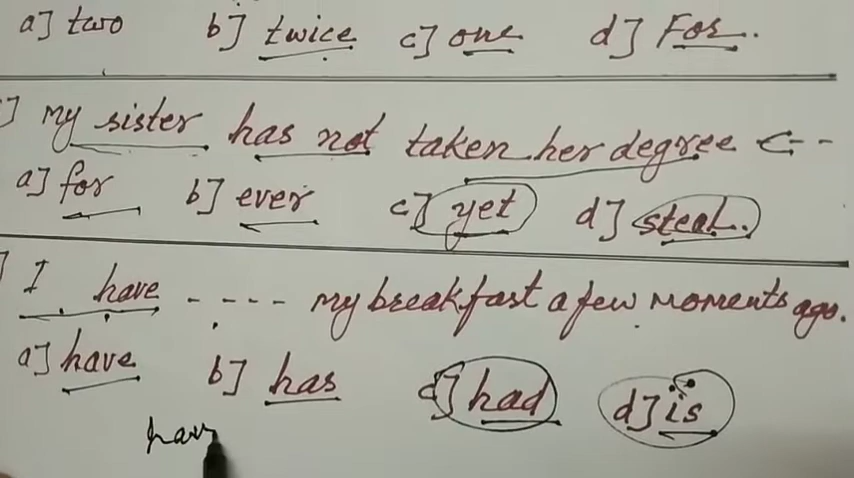 a] two b] twice c] one d] For.
] My sister has not taken her degree <--
a] for b] ever c] yet d] steal.
] I have ---- my breakfast a few moments ago.
a] have b] has c] had d] is
hav